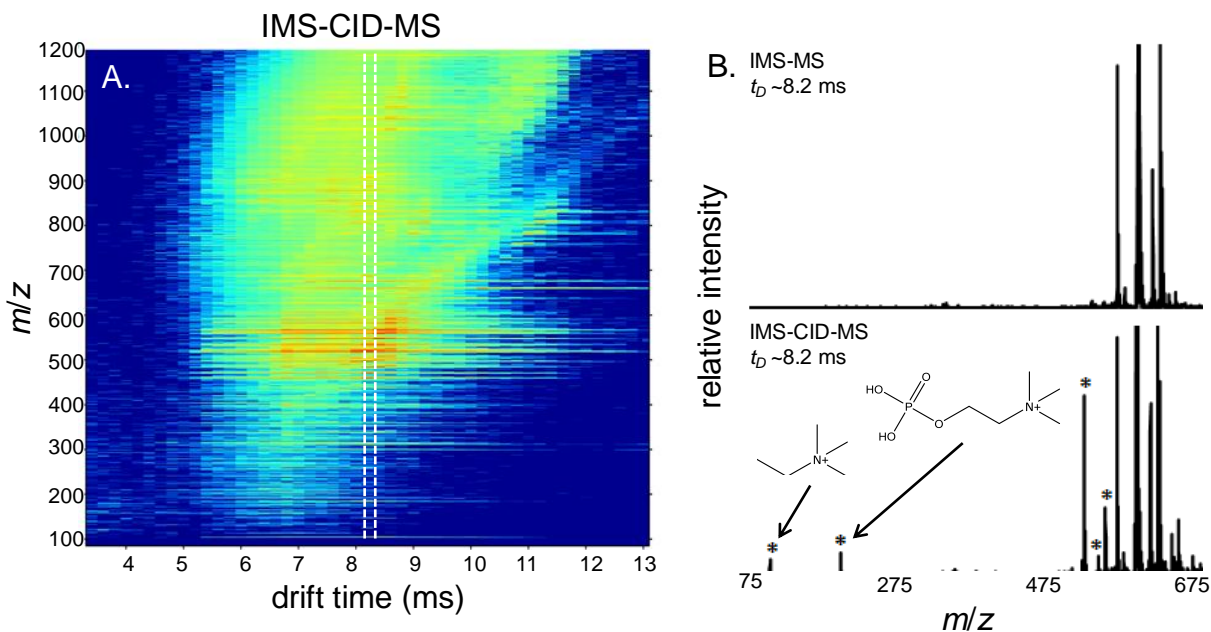 IMS-CID-MS
A.
1200
1100
1000
900
800
700
600
500
400
300
200
100
m/z
4 5 6 7 8 9 10 11 12 13
drift time (ms)
B.
IMS-MS
t_D ~8.2 ms
relative intensity
IMS-CID-MS
t_D ~8.2 ms
*
O
HO
P
N+
O
HO
*
N+
*
*
*
*
75 275 475 675
m/z